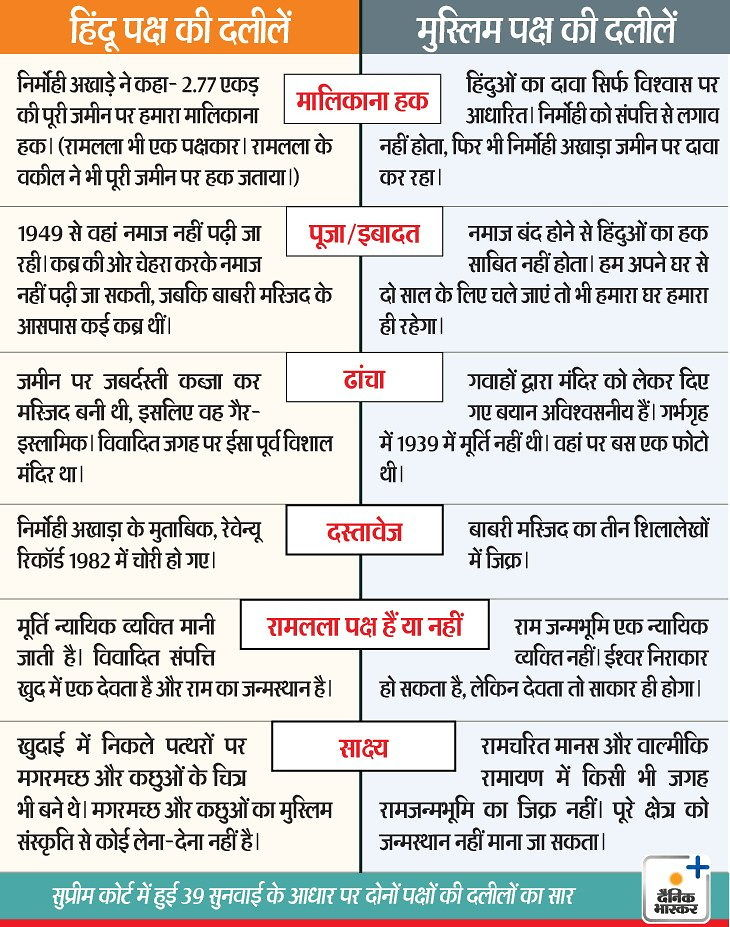 हिंदू पक्ष की दलीलें
मुस्लिम पक्ष की दलीलें
मालिकाना हक
निर्मोही अखाड़े ने कहा- 2.77 एकड़
की पूरी जमीन पर हमारा मालिकाना
हक। (रामलला भी एक पक्षकार। रामलला के
वकील ने भी पूरी जमीन पर हक जताया।)
हिंदुओं का दावा सिर्फ विश्वास पर
आधारित। निर्मोही को संपत्ति से लगाव
नहीं होता, फिर भी निर्मोही अखाड़ा जमीन पर दावा
कर रहा।
पूजा/इबादत
1949 से वहां नमाज नहीं पढ़ी जा
रही। कब्र की ओर चेहरा करके नमाज
नहीं पढ़ी जा सकती, जबकि बाबरी मस्जिद के
आसपास कई कब्र थीं।
नमाज बंद होने से हिंदुओं का हक
साबित नहीं होता। हम अपने घर से
दो साल के लिए चले जाएं तो भी हमारा घर हमारा
ही रहेगा।
ढांचा
जमीन पर जबर्दस्ती कब्जा कर
मस्जिद बनी थी, इसलिए वह गैर-
इस्लामिक। विवादित जगह पर ईसा पूर्व विशाल
मंदिर था।
गवाहों द्वारा मंदिर को लेकर दिए
गए बयान अविश्वसनीय हैं। गर्भगृह
में 1939 में मूर्ति नहीं थी। वहां पर बस एक फोटो
थी।
दस्तावेज
निर्मोही अखाड़ा के मुताबिक, रेवेन्यू
रिकॉर्ड 1982 में चोरी हो गए।
बाबरी मस्जिद का तीन शिलालेखों
में जिक्र।
रामलला पक्ष हैं या नहीं
मूर्ति न्यायिक व्यक्ति मानी
जाती है। विवादित संपत्ति
खुद में एक देवता है और राम का जन्मस्थान है।
राम जन्मभूमि एक न्यायिक
व्यक्ति नहीं। ईश्वर निराकार
हो सकता है, लेकिन देवता तो साकार ही होगा।
साक्ष्य
खुदाई में निकले पत्थरों पर
मगरमच्छ और कछुओं के चित्र
भी बने थे। मगरमच्छ और कछुओं का मुस्लिम
संस्कृति से कोई लेना-देना नहीं है।
रामचरित मानस और वाल्मीकि
रामायण में किसी भी जगह
रामजन्मभूमि का जिक्र नहीं। पूरे क्षेत्र को
जन्मस्थान नहीं माना जा सकता।
सुप्रीम कोर्ट में हुई 39 सुनवाई के आधार पर दोनों पक्षों की दलीलों का सार
दैनिक
भास्कर